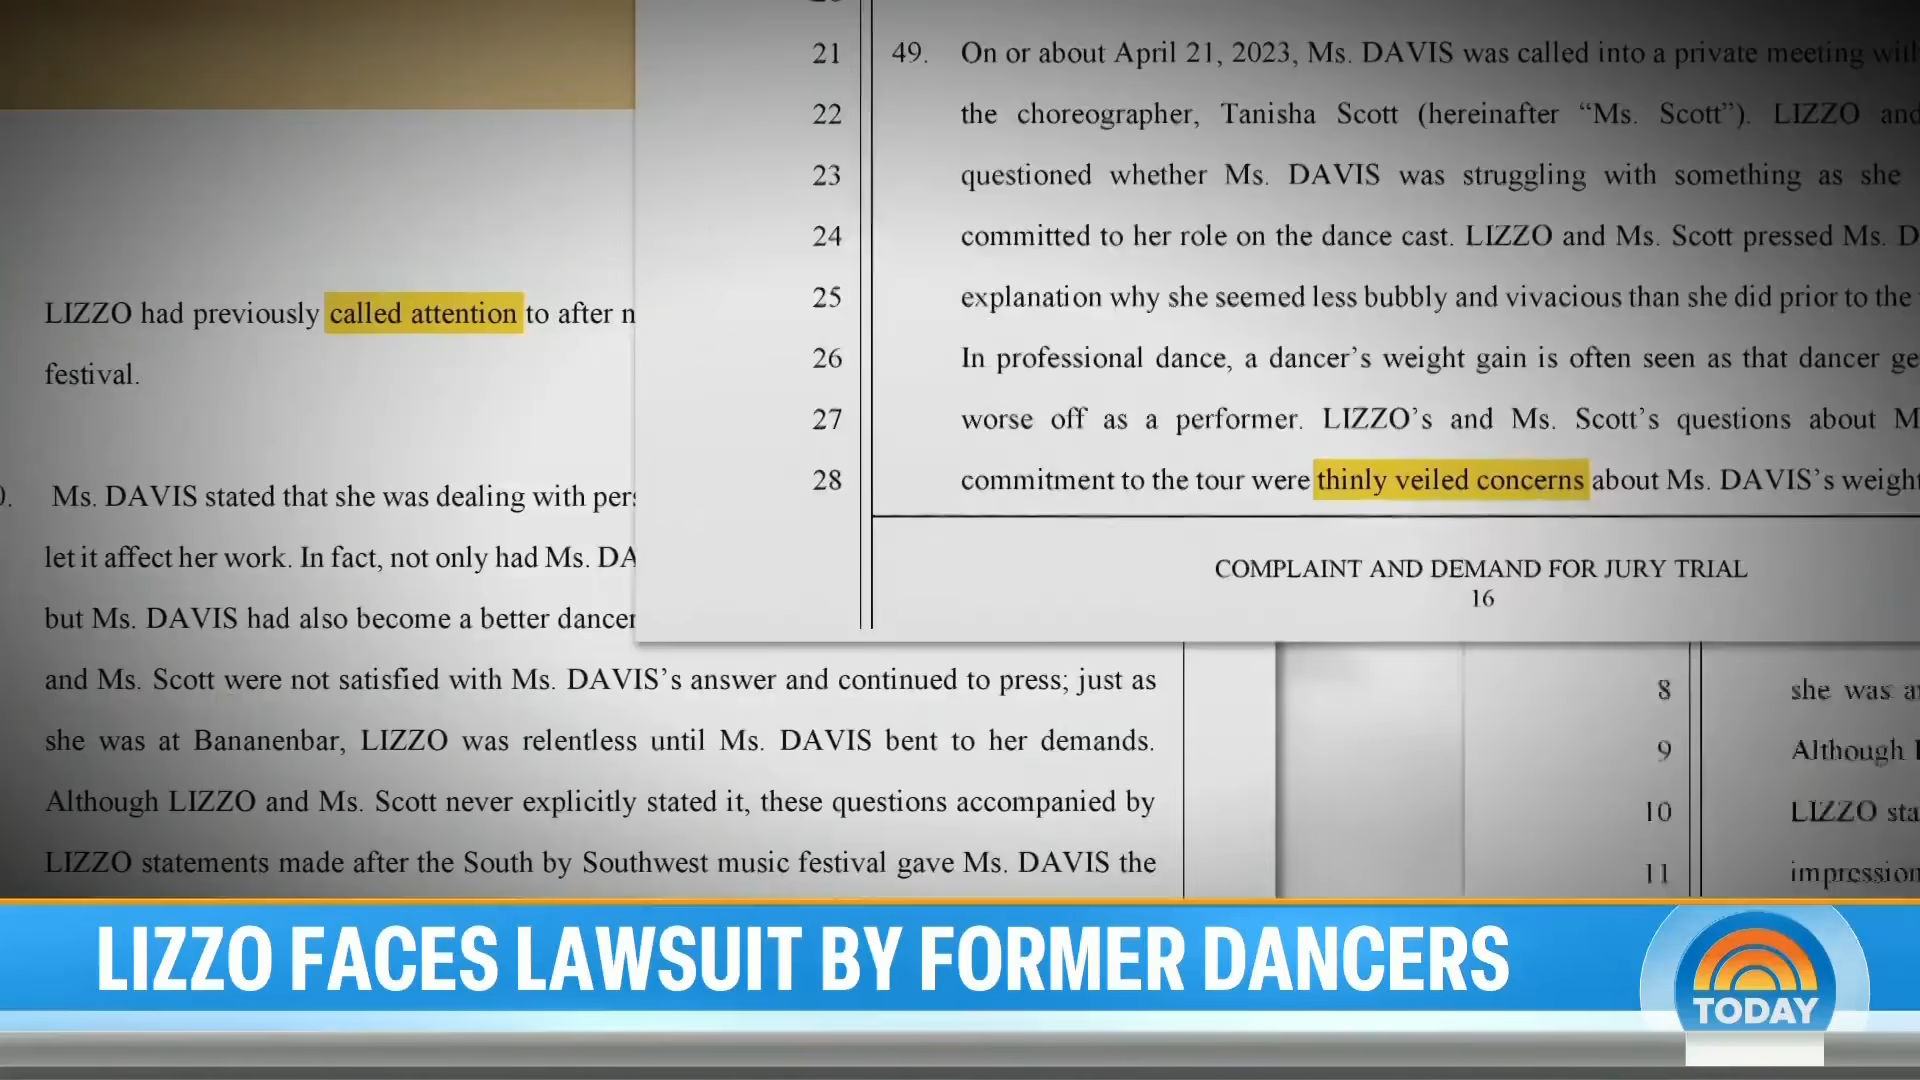 21 49. On or about April 21, 2023, Ms. DAVIS was called into a private meeting with
22 the choreographer, Tanisha Scott (hereinafter “Ms. Scott”). LIZZO and
23 questioned whether Ms. DAVIS was struggling with something as she
24 committed to her role on the dance cast. LIZZO and Ms. Scott pressed Ms. D
25 explanation why she seemed less bubbly and vivacious than she did prior to the
26 In professional dance, a dancer’s weight gain is often seen as that dancer ge
27 worse off as a performer. LIZZO’s and Ms. Scott’s questions about M
28 commitment to the tour were thinly veiled concerns about Ms. DAVIS’s weight
COMPLAINT AND DEMAND FOR JURY TRIAL
16
LIZZO had previously called attention to after
festival.
Ms. DAVIS stated that she was dealing with
let it affect her work. In fact, not only had Ms. DA
but Ms. DAVIS had also become a better dancer
and Ms. Scott were not satisfied with Ms. DAVIS’s answer and continued to press; just as
she was at Bananenbar, LIZZO was relentless until Ms. DAVIS bent to her demands.
Although LIZZO and Ms. Scott never explicitly stated it, these questions accompanied by
LIZZO statements made after the South by Southwest music festival gave Ms. DAVIS the
8 she was
9 Although
10 LIZZO sta
11 impression
LIZZO FACES LAWSUIT BY FORMER DANCERS
TODAY